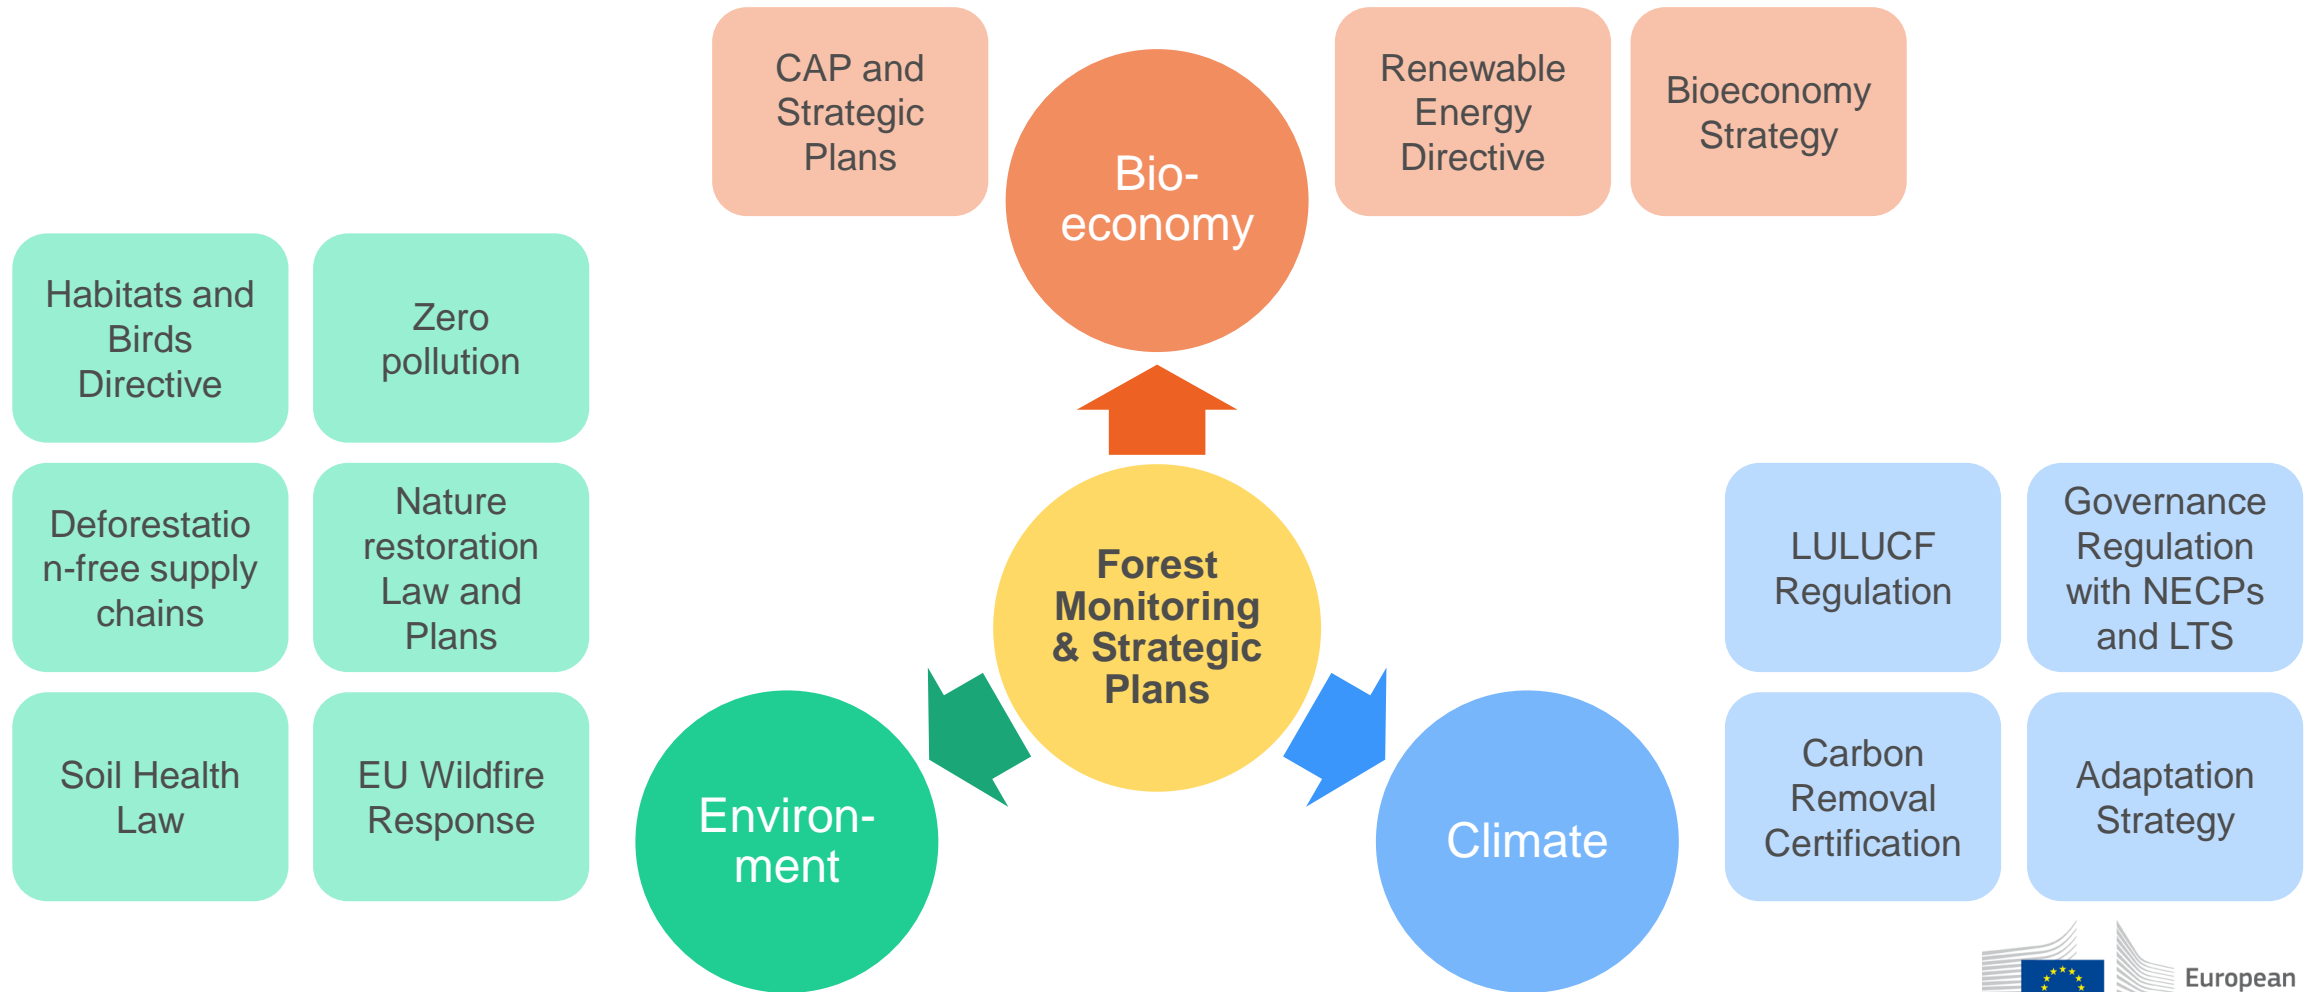 CAP and
Strategic
Plans
Bio-
economy
Renewable
Energy
Directive
Bioeconomy
Strategy
Habitats and
Birds
Directive
Zero
pollution
Deforestatio
n-free supply
chains
Nature
restoration
Law and
Plans
Soil Health
Law
EU Wildfire
Response
Forest
Monitoring
& Strategic
Plans
Environ-
ment
Climate
LULUCF
Regulation
Governance
Regulation
with NECPs
and LTS
Carbon
Removal
Certification
Adaptation
Strategy
European